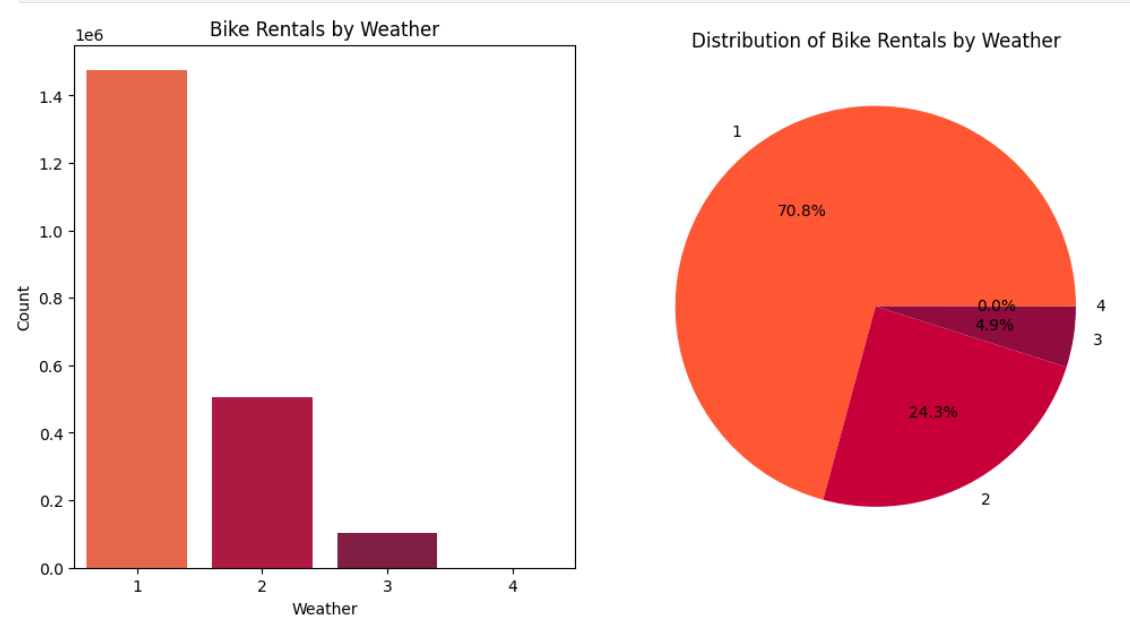 Bike Rentals by Weather
1e6
1.4
1.2
1.0
0.8
0.6
0.4
0.2
0.0
Count
1 2 3 4
Weather
Distribution of Bike Rentals by Weather
1
70.8%
0.0% 4
4.9% 3
24.3%
2